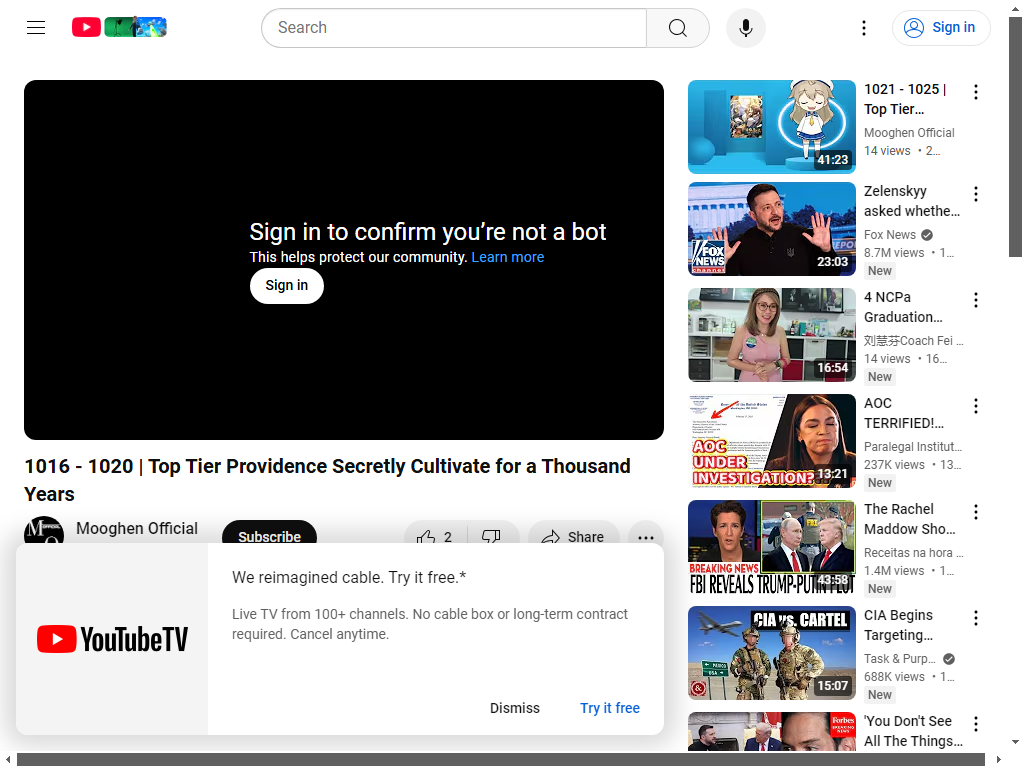 Search
Sign in
Sign in to confirm you’re not a bot
This helps protect our community. Learn more
Sign in
1016 - 1020 | Top Tier Providence Secretly Cultivate for a Thousand
Years
Mooghen Official
Subscribe
2
Share
We reimagined cable. Try it free.*
Live TV from 100+ channels. No cable box or long-term contract
required. Cancel anytime.
YouTubeTV
Dismiss
Try it free
41:23
1021 - 1025 |
Top Tier…
Mooghen Official
14 views • 2…
FOX
NEWS
channel
23:03
Zelenskyy
asked whethe…
Fox News
8.7M views • 1…
New
16:54
4 NCPa
Graduation…
刘慧芬Coach Fei …
14 views • 16…
New
AOC
UNDER
INVESTIGATION?
13:21
AOC
TERRIFIED!…
Paralegal Institut…
237K views • 13…
New
BREAKING NEWS
FBI REVEALS TRUMP-PUTIN PLOT
43:58
The Rachel
Maddow Sho…
Receitas na hora …
1.4M views • 1…
New
CIA VS. CARTEL
15:07
CIA Begins
Targeting…
Task & Purp…
688K views • 1…
New
Forbes
BREAKING
NEWS
'You Don't See
All The Things…